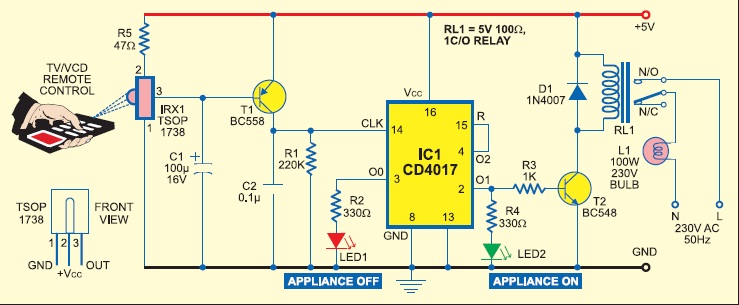 R5
47Ω
TV/VCD
REMOTE
CONTROL
2
3
1
IRX1
TSOP
1738
C1
100µ
16V
+
T1
BC558
R1
220K
C2
0.1µ
RL1 = 5V 100Ω,
1C/O RELAY
+5V
VCC
16
CLK
14
IC1
CD4017
15
R
4
O2
O0
3
2
O1
8
13
GND
R2
330Ω
LED1
R3
1K
R4
330Ω
LED2
D1
1N4007
T2
BC548
RL1
N/O
N/C
L1
100W
230V
BULB
N
L
230V AC
50Hz
GND
TSOP
1738
FRONT
VIEW
1 2 3
GND
+VCC
OUT
APPLIANCE OFF
APPLIANCE ON